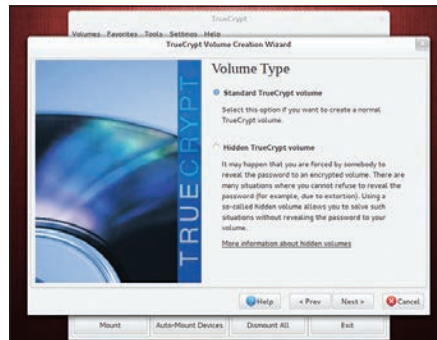 TrueCrypt
Volumes Favorites Tools Settings Help
TrueCrypt Volume Creation Wizard
TRUECRYPT
Volume Type
Standard TrueCrypt volume
Select this option if you want to create a normal
TrueCrypt volume.
Hidden TrueCrypt volume
It may happen that you are forced by somebody to
reveal the password to an encrypted volume. There are
many situations where you cannot refuse to reveal the
password (for example, due to extortion). Using a
so-called hidden volume allows you to solve such
situations without revealing the password to your
volume.
More information about hidden volumes
Help < Prev Next > Cancel
Mount Auto-Mount Devices Dismount All Exit